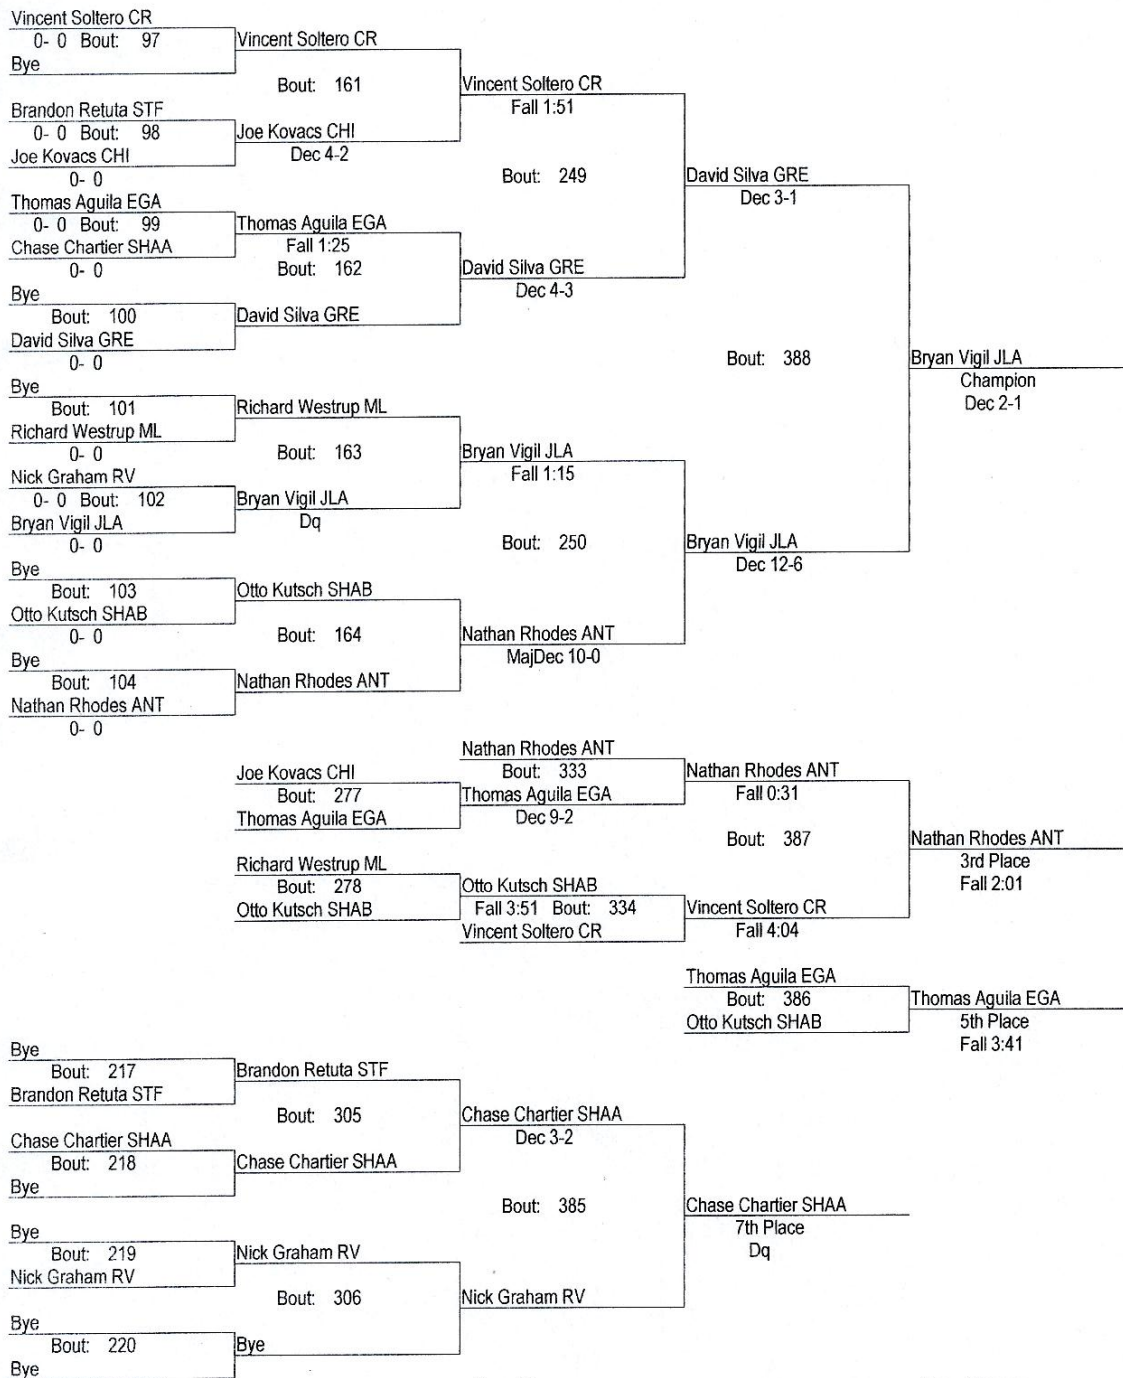 Vincent Soltero CR
0- 0 Bout: 97
Vincent Soltero CR
Bye
Bout: 161
Vincent Soltero CR
Fall 1:51
Brandon Retuta STF
0- 0 Bout: 98
Joe Kovacs CHI
Joe Kovacs CHI
Dec 4-2
0- 0
Bout: 249
David Silva GRE
Dec 3-1
Thomas Aguila EGA
0- 0 Bout: 99
Thomas Aguila EGA
Chase Chartier SHAA
Fall 1:25
0- 0
Bout: 162
David Silva GRE
Dec 4-3
Bye
Bout: 100
David Silva GRE
David Silva GRE
0- 0
Bout: 388
Bryan Vigil JLA
Champion
Dec 2-1
Bye
Bout: 101
Richard Westrup ML
Richard Westrup ML
0- 0
Bout: 163
Bryan Vigil JLA
Fall 1:15
Nick Graham RV
0- 0 Bout: 102
Bryan Vigil JLA
Bryan Vigil JLA
Dq
0- 0
Bout: 250
Bryan Vigil JLA
Dec 12-6
Bye
Bout: 103
Otto Kutsch SHAB
Otto Kutsch SHAB
0- 0
Bout: 164
Nathan Rhodes ANT
MajDec 10-0
Bye
Bout: 104
Nathan Rhodes ANT
Nathan Rhodes ANT
0- 0
Nathan Rhodes ANT
Bout: 333
Nathan Rhodes ANT
Fall 0:31
Joe Kovacs CHI
Bout: 277
Thomas Aguila EGA
Thomas Aguila EGA
Dec 9-2
Bout: 387
Nathan Rhodes ANT
3rd Place
Fall 2:01
Richard Westrup ML
Bout: 278
Otto Kutsch SHAB
Otto Kutsch SHAB
Fall 3:51 Bout: 334
Vincent Soltero CR
Vincent Soltero CR
Fall 4:04
Thomas Aguila EGA
Bout: 386
Thomas Aguila EGA
Otto Kutsch SHAB
5th Place
Fall 3:41
Bye
Bout: 217
Brandon Retuta STF
Brandon Retuta STF
Bout: 305
Chase Chartier SHAA
Dec 3-2
Chase Chartier SHAA
Bout: 218
Chase Chartier SHAA
Bye
Bout: 385
Chase Chartier SHAA
7th Place
Dq
Bye
Bout: 219
Nick Graham RV
Nick Graham RV
Bout: 306
Nick Graham RV
Bye
Bout: 220
Bye
Bye